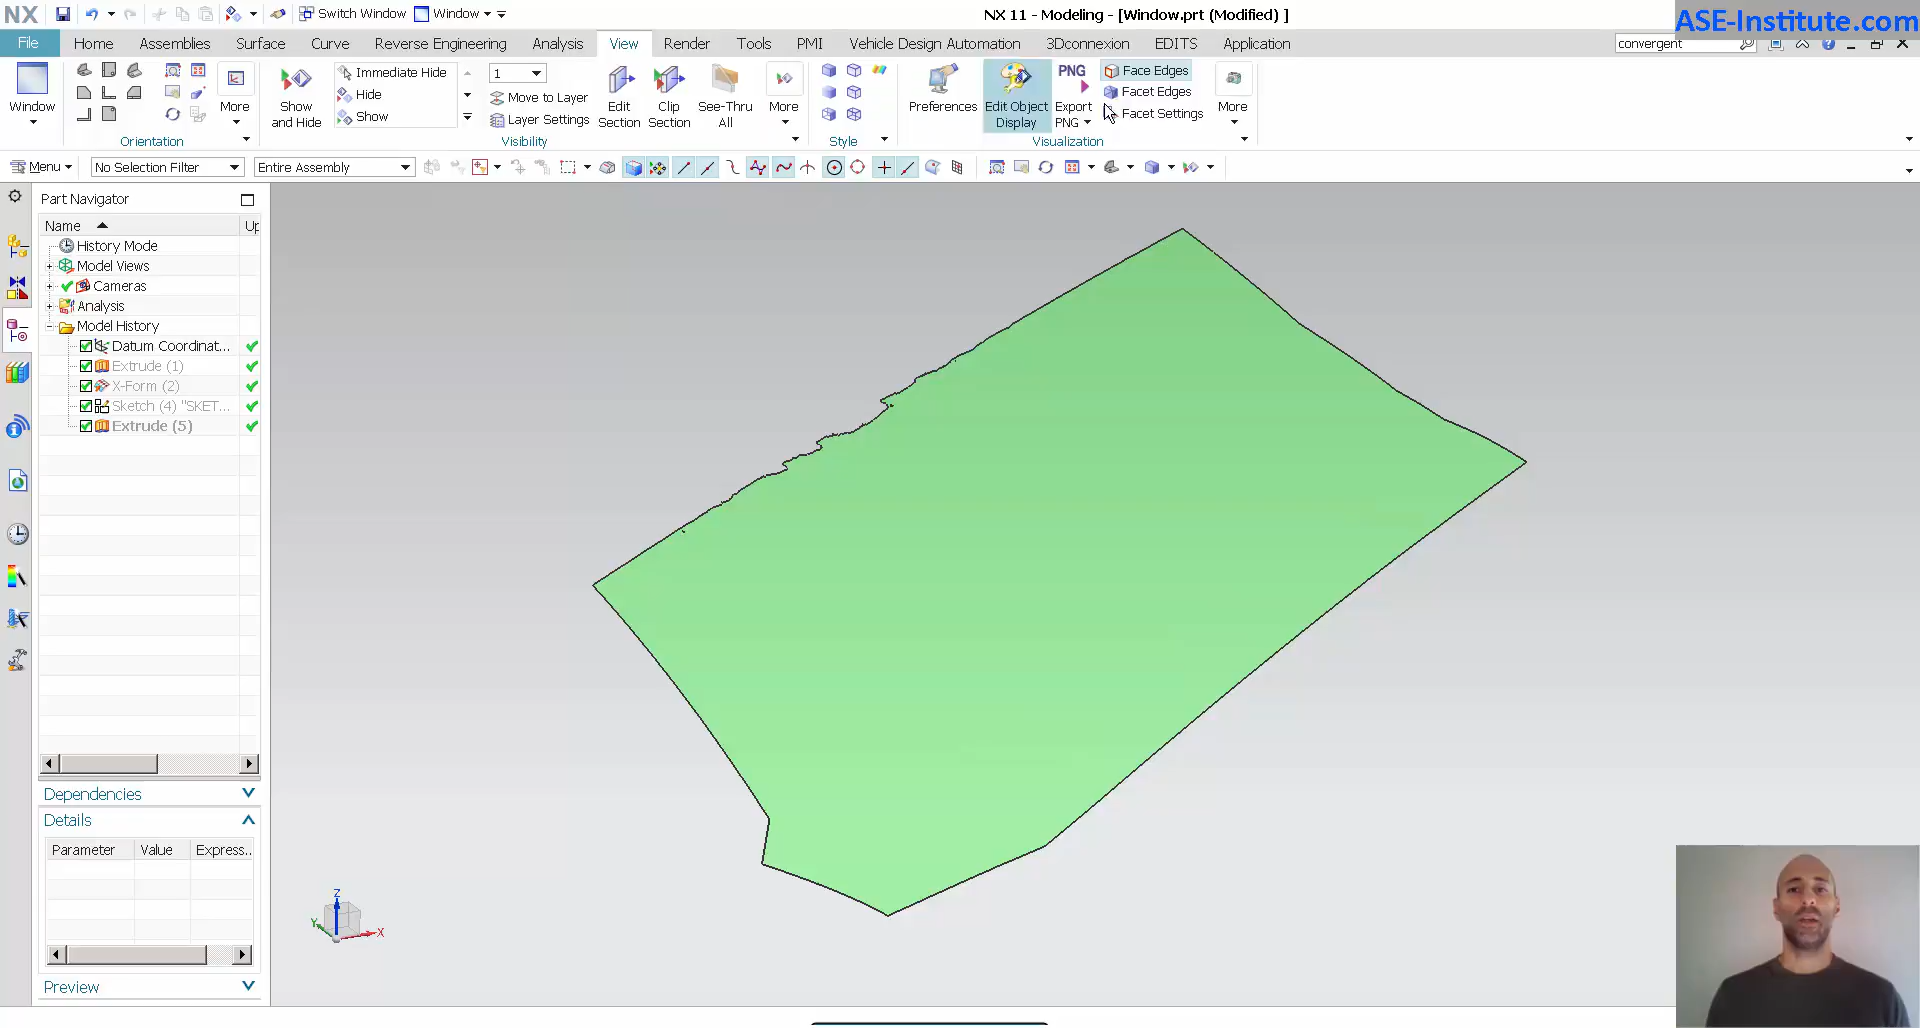 NX Switch Window Window NX 11 - Modeling - [Window.prt (Modified) ] ASE-Institute.com
File Home Assemblies Surface Curve Reverse Engineering Analysis View Render Tools PMI Vehicle Design Automation 3Dconnexion EDITS Application convergent
Window
More
Orientation
Show and Hide
Immediate Hide
Hide
Show
1
Move to Layer
Layer Settings
Edit Section
Clip Section
See-Thru All
More
Visibility
Style
Preferences
Edit Object Display
PNG
Export PNG
Face Edges
Facet Edges
Facet Settings
More
Visualization
Menu No Selection Filter Entire Assembly
Part Navigator
Name Up
History Mode
Model Views
Cameras
Analysis
Model History
Datum Coordinat...
Extrude (1)
X-Form (2)
Sketch (4) "SKET...
Extrude (5)
Dependencies
Details
Parameter Value Express..
Preview
Z
Y
X